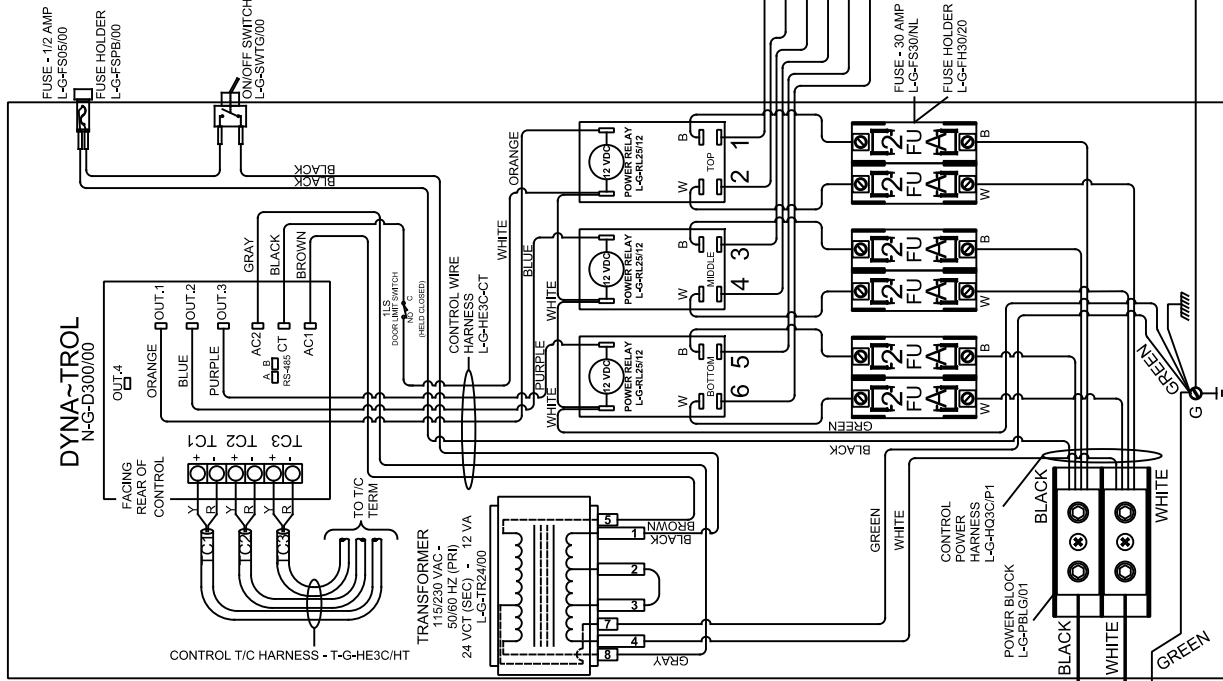 FUSE - 1/2 AMP
L-G-FS05/00
FUSE HOLDER
L-G-FSPB/00
ON/OFF SWITCH
L-G-SWTG/00
FUSE - 30 AMP
L-G-FS30/NL
FUSE HOLDER
L-G-FH30/20
BLACK
BLACK
DYNA~TROL
N-G-D300/00
OUT.4
OUT.1
OUT.2
OUT.3
ORANGE
BLUE
PURPLE
AC2
CT
AC1
A B
RS-485
GRAY
BLACK
BROWN
1LS
DOOR LIMIT SWITCH
NO C
(HELD CLOSED)
FACING
REAR OF
CONTROL
TC1
TC2
TC3
+ - + - + -
Y R Y R Y R
TC1
TC2
TC3
TO T/C
TERM
CONTROL T/C HARNESS - T-G-HE3C/HT
CONTROL WIRE
HARNESS
L-G-HE3C-CT
ORANGE
WHITE
BLUE
WHITE
PURPLE
WHITE
12 VDC
POWER RELAY
L-G-RL25/12
B
W
TOP
1
2
12 VDC
POWER RELAY
L-G-RL25/12
B
W
MIDDLE
3
4
12 VDC
POWER RELAY
L-G-RL25/12
B
W
BOTTOM
5
6
2 FU A
B
2 FU A
W
2 FU A
B
2 FU A
W
2 FU A
B
2 FU A
W
GREEN
BLACK
GREEN
G
TRANSFORMER
115/230 VAC -
50/60 HZ (PRI)
24 VCT (SEC) - 12 VA
L-G-TR24/00
5
1
2
3
7
4
8
BROWN
BLACK
GRAY
GREEN
WHITE
CONTROL
POWER
HARNESS
L-G-HQ3C/P1
POWER BLOCK
L-G-PBLG/01
BLACK
WHITE
BLACK
WHITE
GREEN